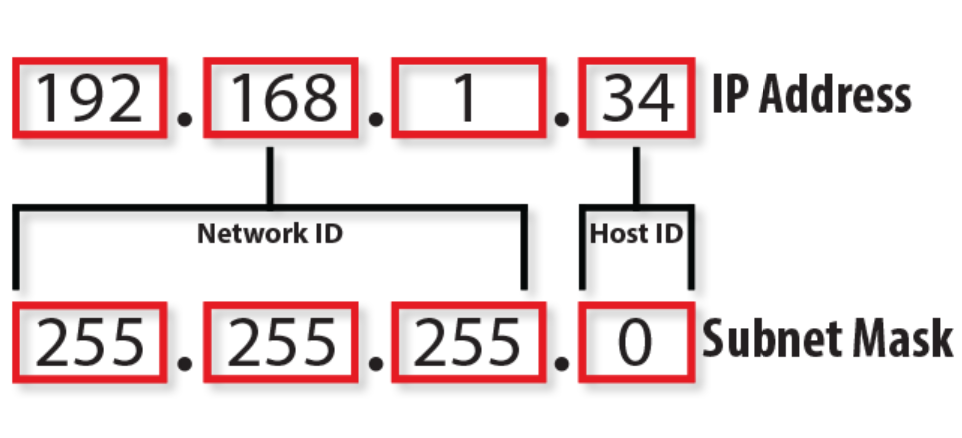 192 . 168 . 1 . 34 IP Address
Network ID Host ID
255 . 255 . 255 . 0 Subnet Mask